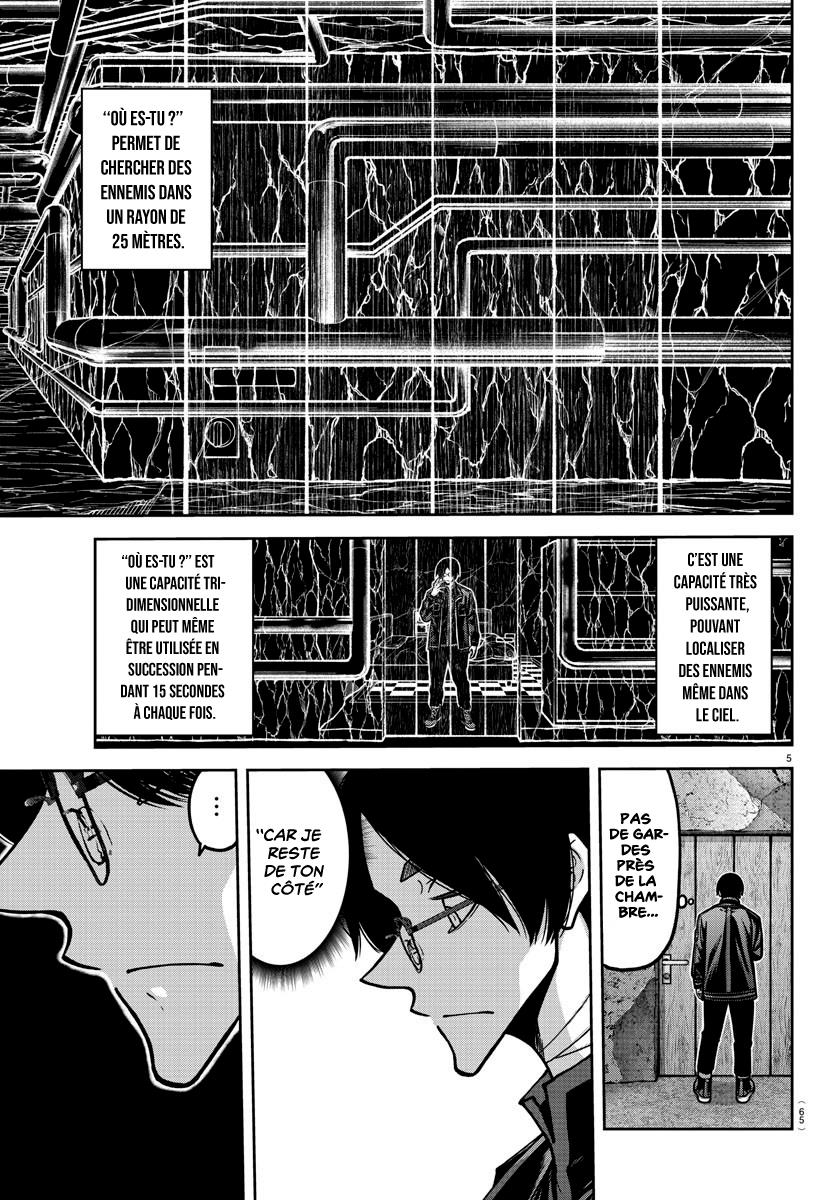 “OÙ ES-TU ?”
PERMET DE
CHERCHER DES
ENNEMIS DANS
UN RAYON DE
25 MÈTRES.
C’EST UNE
CAPACITÉ TRÈS
PUISSANTE,
POUVANT
LOCALISER
DES ENNEMIS
MÊME DANS
LE CIEL.
“OÙ ES-TU ?” EST
UNE CAPACITÉ TRI-
DIMENSIONNELLE
QUI PEUT MÊME
ÊTRE UTILISÉE EN
SUCCESSION PEN-
DANT 15 SECONDES
À CHAQUE FOIS.
5
PAS
DE GAR-
DES
PRÈS
DE LA
CHAM-
BRE...
“CAR JE
RESTE
DE TON
CÔTÉ”
...
(65)